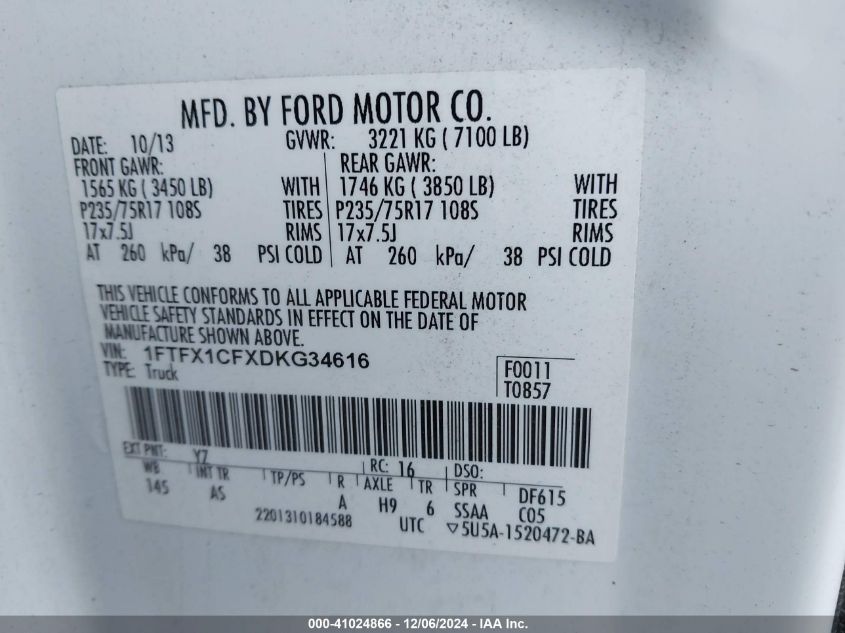 MFD. BY FORD MOTOR CO.
DATE: 10/13 GVWR: 3221 KG ( 7100 LB)
FRONT GAWR: REAR GAWR:
1565 KG ( 3450 LB) WITH 1746 KG ( 3850 LB) WITH
P235/75R17 108S TIRES P235/75R17 108S TIRES
17x7.5J RIMS 17x7.5J RIMS
AT 260 kPa/ 38 PSI COLD AT 260 kPa/ 38 PSI COLD
THIS VEHICLE CONFORMS TO ALL APPLICABLE FEDERAL MOTOR
VEHICLE SAFETY STANDARDS IN EFFECT ON THE DATE OF
MANUFACTURE SHOWN ABOVE.
VIN: 1FTFX1CFXDKG34616
TYPE: Truck
F0011
T0857
EXT PNT: YZ RC: 16 DSO:
WB INT TR TP/PS R AXLE TR SPR DF615
145 AS A H9 6 SSAA C05
2201310184588 UTC ▽5U5A-1520472-BA
000-41024866 - 12/06/2024 - IAA Inc.